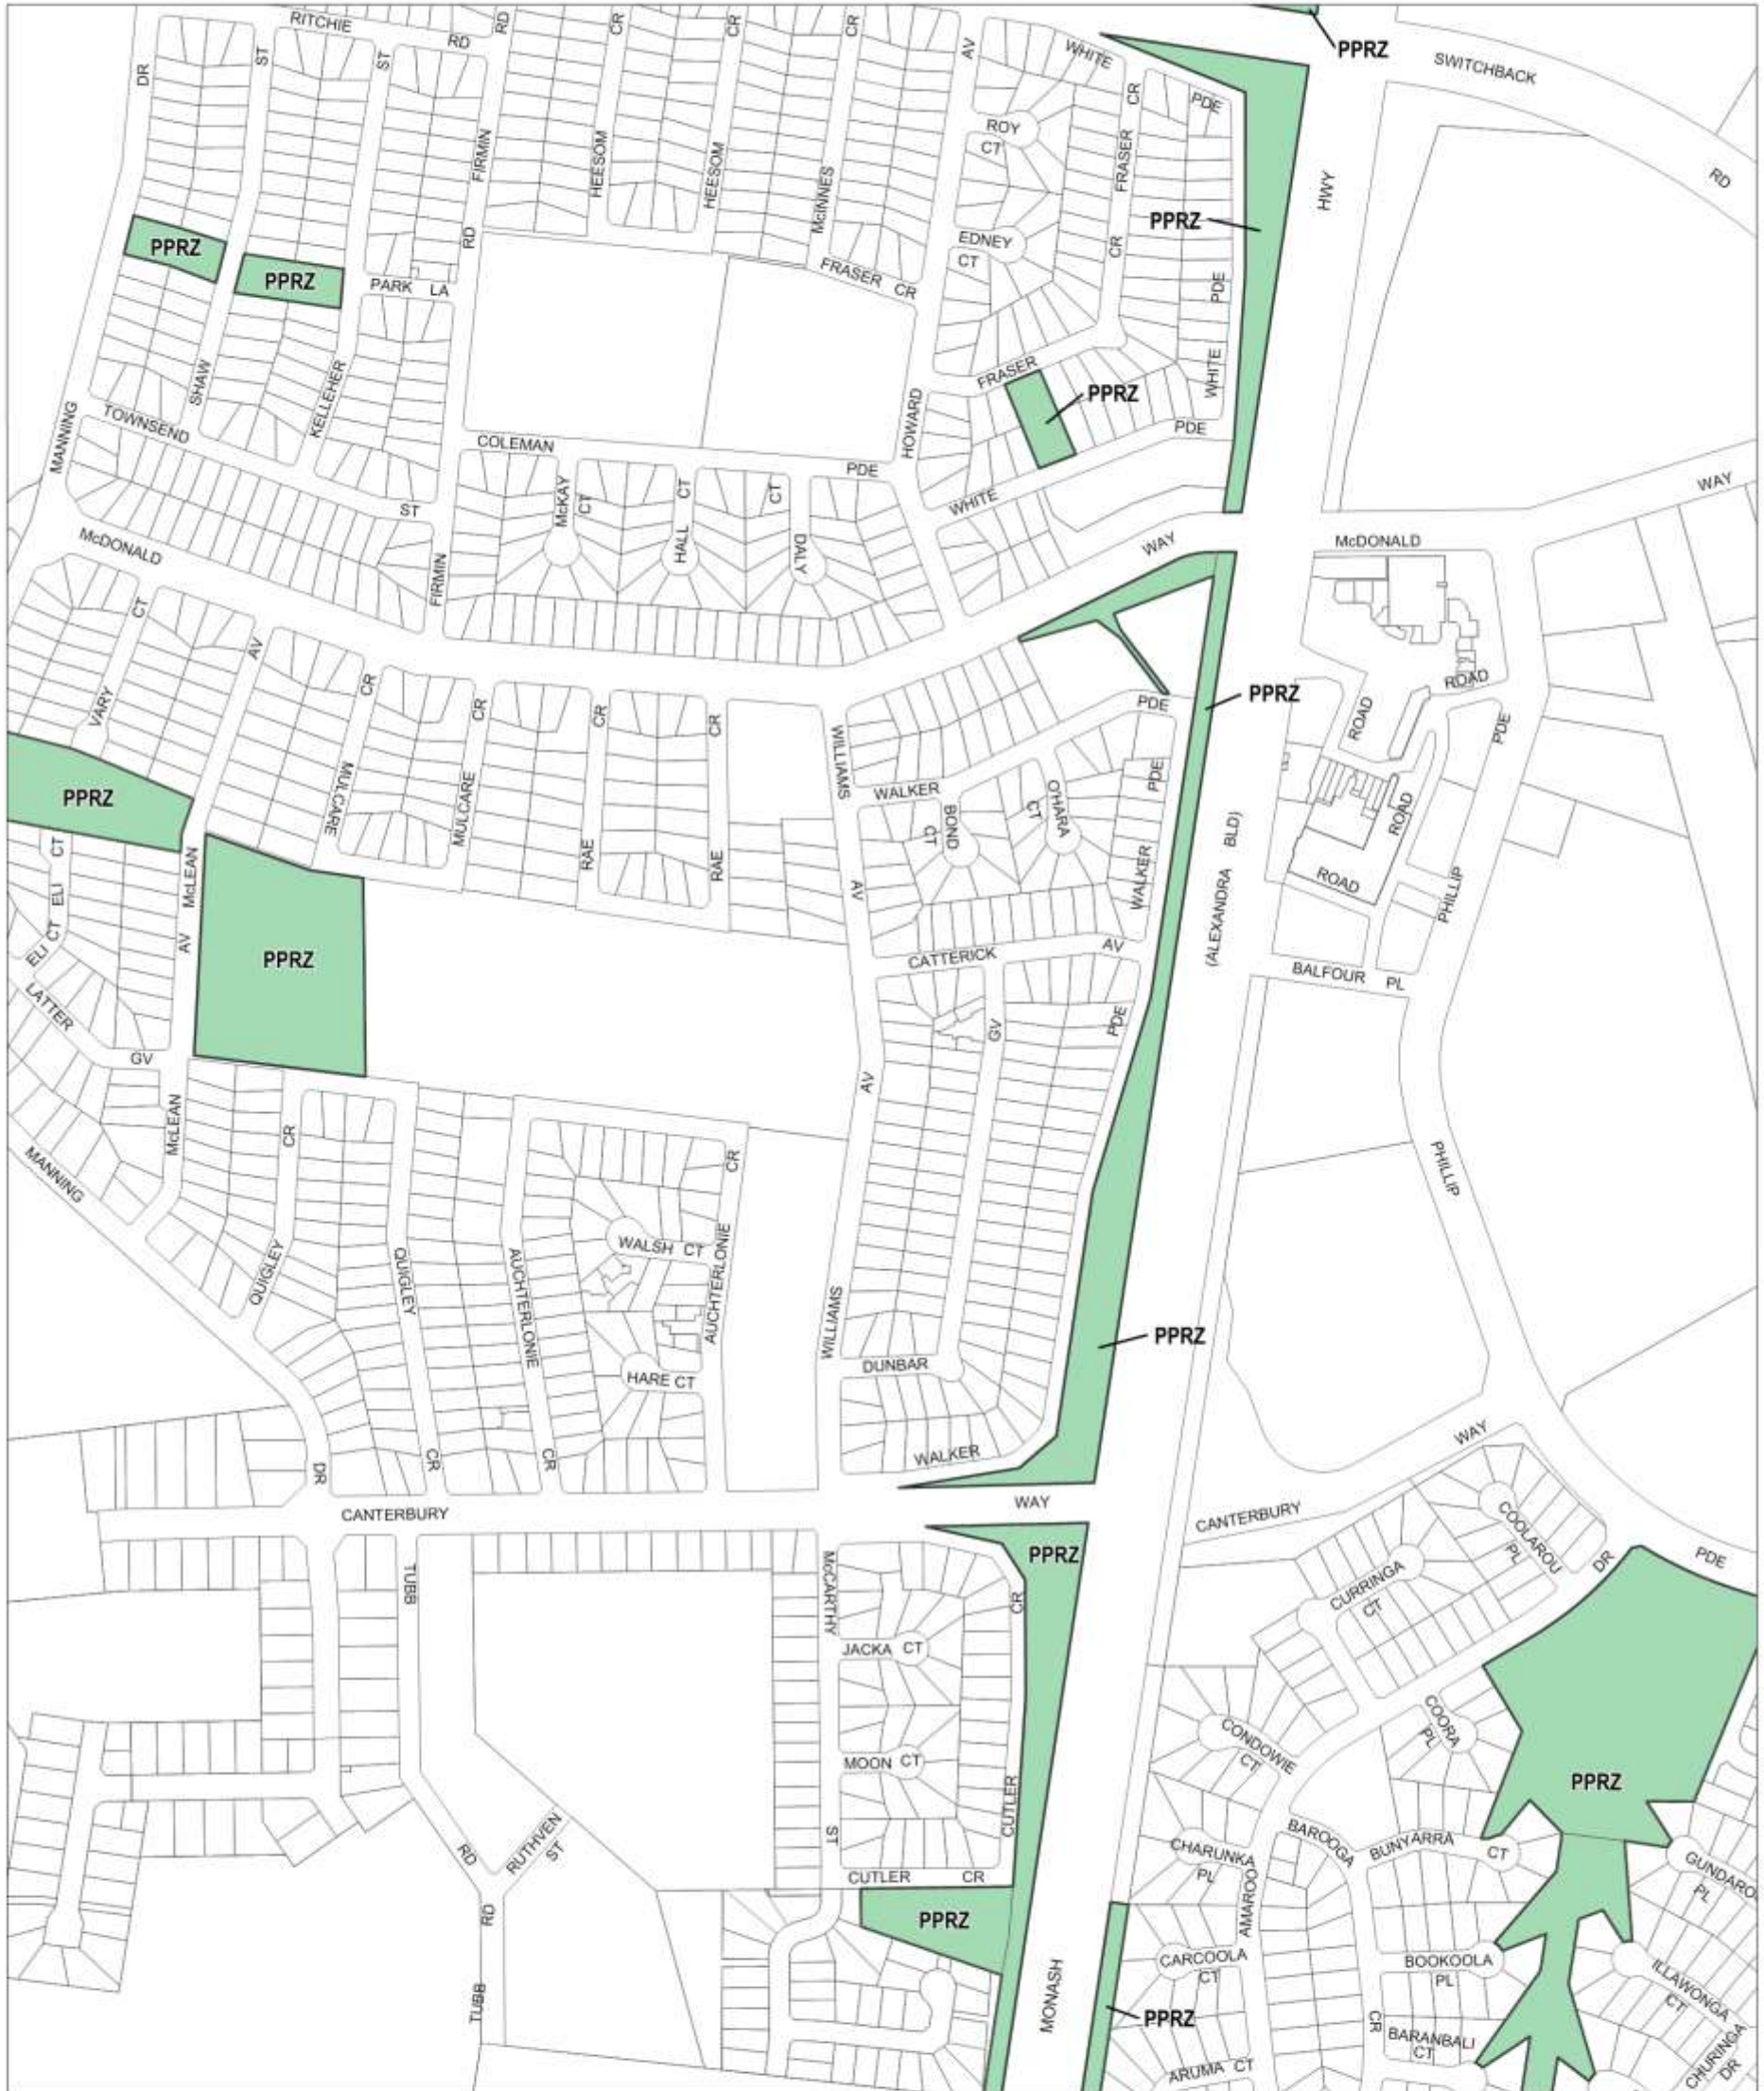 RITCHIE
RD
RD
CR
CR
CR
AV
WHITE
PPRZ
SWITCHBACK
RD
DR
ST
ST
FIRMIN
HEESOM
HEESOM
McINNES
ROY
CT
FRASER
CR
PDE
HWY
PPRZ
PPRZ
PPRZ
RD
PARK LA
FRASER CR
EDNEY
CT
CR
PDE
WHITE
SHAW
KELLEHER
MANNING
TOWNSEND
ST
COLEMAN
PDE
HOWARD
FRASER
PPRZ
PDE
WHITE
WAY
WAY
McDONALD
McDONALD
FIRMIN
McKAY
CT
HALL
CT
DALY
CT
CT
VARY
AV
CR
MULCARE
CR
MULCARE
CR
RAE
CR
RAE
WILLIAMS
AV
WALKER
PDE
PPRZ
BOND
CT
O'HARA
CT
PDE
WALKER
ROAD
ROAD
ROAD
ROAD
PDE
PHILLIP
(ALEXANDRA BLD)
PPRZ
McLEAN
AV
CT
ELI
CT
ELI
LATTER
GV
PPRZ
CATTERICK
AV
GV
PDE
BALFOUR PL
AV
McLEAN
MANNING
CR
QUIGLEY
QUIGLEY
CR
AUCHTERLONIE
CR
CR
AUCHTERLONIE
WALSH CT
HARE CT
WILLIAMS
DUNBAR
WALKER
PPRZ
PHILLIP
DR
CANTERBURY
WAY
CANTERBURY
WAY
PPRZ
TUBB
McCARTHY
CR
JACKA CT
MOON CT
CUTLER
ST
CUTLER CR
RD
RUTHVEN
ST
RD
TUBB
PPRZ
MONASH
PPRZ
CURRINGA
CT
COOLAROU
PL
DR
PDE
COORA
PL
CONDOWIE
CT
PPRZ
CHARUNKA
PL
AMAROO
BAROOGA
CR
BUNYARRA
CT
GUNDARO
PL
CARCOOLA
CT
BOOKOOLA
PL
ILLAWONGA
CT
BARANBALI
CT
ARUMA CT
CHURINGA
DR